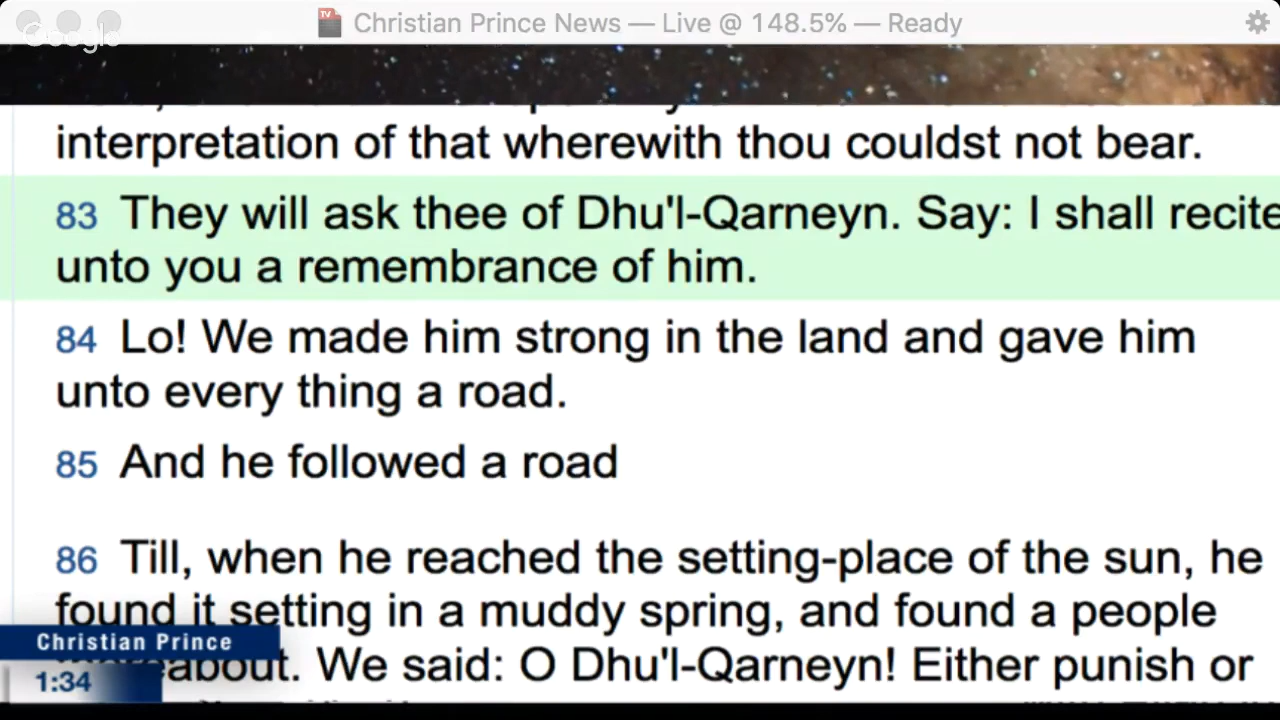 Christian Prince News — Live @ 148.5% — Ready
Google
interpretation of that wherewith thou couldst not bear.
83 They will ask thee of Dhu'l-Qarneyn. Say: I shall recite
unto you a remembrance of him.
84 Lo! We made him strong in the land and gave him
unto every thing a road.
85 And he followed a road
86 Till, when he reached the setting-place of the sun, he
found it setting in a muddy spring, and found a people
Christian Prince
We said: O Dhu'l-Qarneyn! Either punish or
1:34